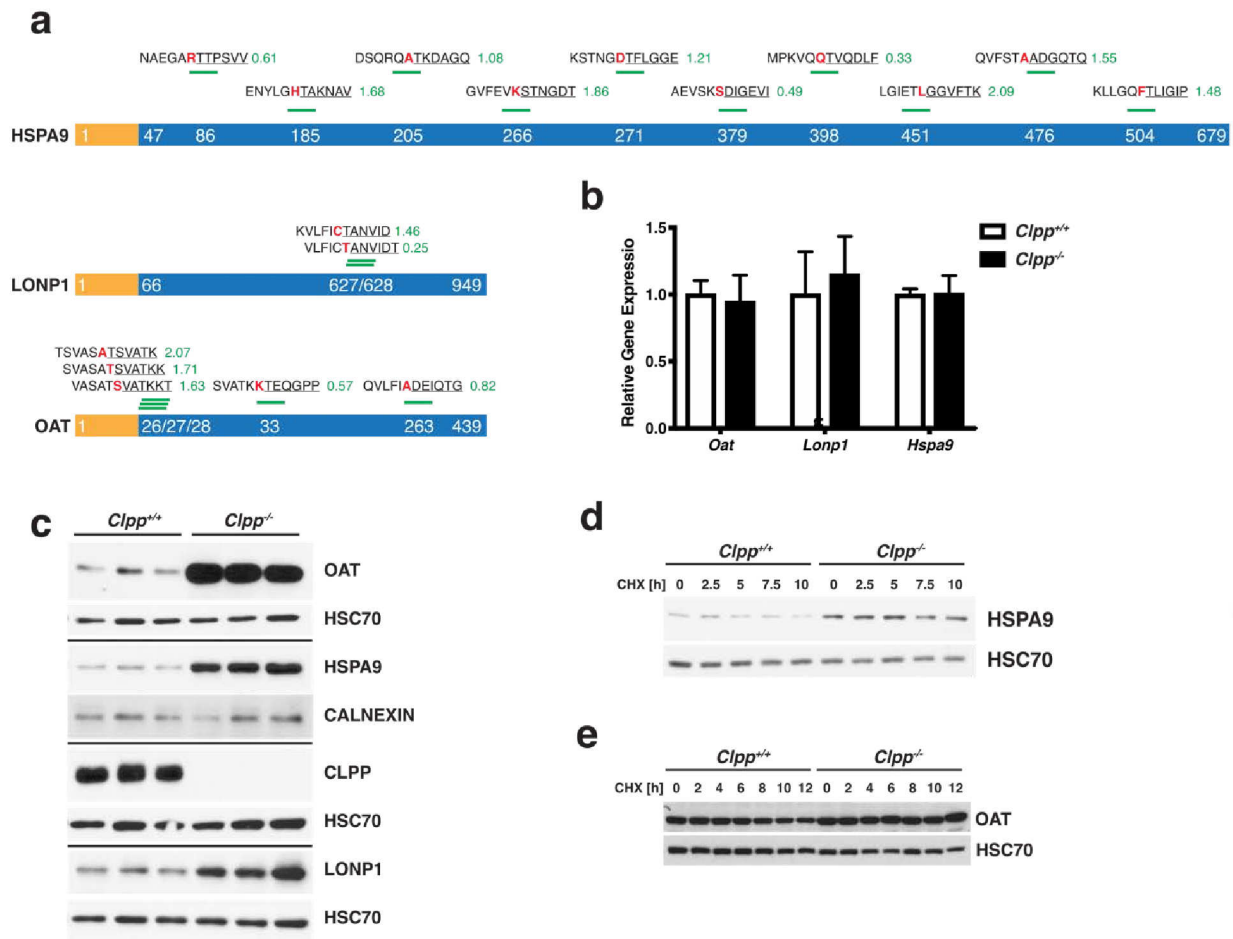 a
NAEGARTTPSVV 0.61 DSQRQATKDAGQ 1.08 KSTNGDTFLGGE 1.21 MPKVQQTVQDLF 0.33 QVFSTAADGQTQ 1.55
ENYLGHTAKNAV 1.68 GVFEVKSTNGDT 1.86 AEVSKSDIGEVI 0.49 LGIETLGGVFTK 2.09 KLLGQFTLIGIP 1.48
HSPA9 1 47 86 185 205 266 271 379 398 451 476 504 679
KVLFICTANVID 1.46
VLFICTANVIDT 0.25
LONP1 1 66 627/628 949
TSVASATSVATK 2.07
SVASATSVATKK 1.71
VASATSVATKKT 1.63 SVATKKTEQGPP 0.57 QVLFIADEIQTG 0.82
OAT 1 26/27/28 33 263 439
b
Relative Gene Expressio
1.5
1.0
0.5
0.0
Oat Lonp1 Hspa9
Clpp+/+
Clpp-/-
c
Clpp+/+ Clpp-/-
OAT
HSC70
HSPA9
CALNEXIN
CLPP
HSC70
LONP1
HSC70
d
Clpp+/+ Clpp-/-
CHX [h] 0 2.5 5 7.5 10 0 2.5 5 7.5 10
HSPA9
HSC70
e
Clpp+/+ Clpp-/-
CHX [h] 0 2 4 6 8 10 12 0 2 4 6 8 10 12
OAT
HSC70